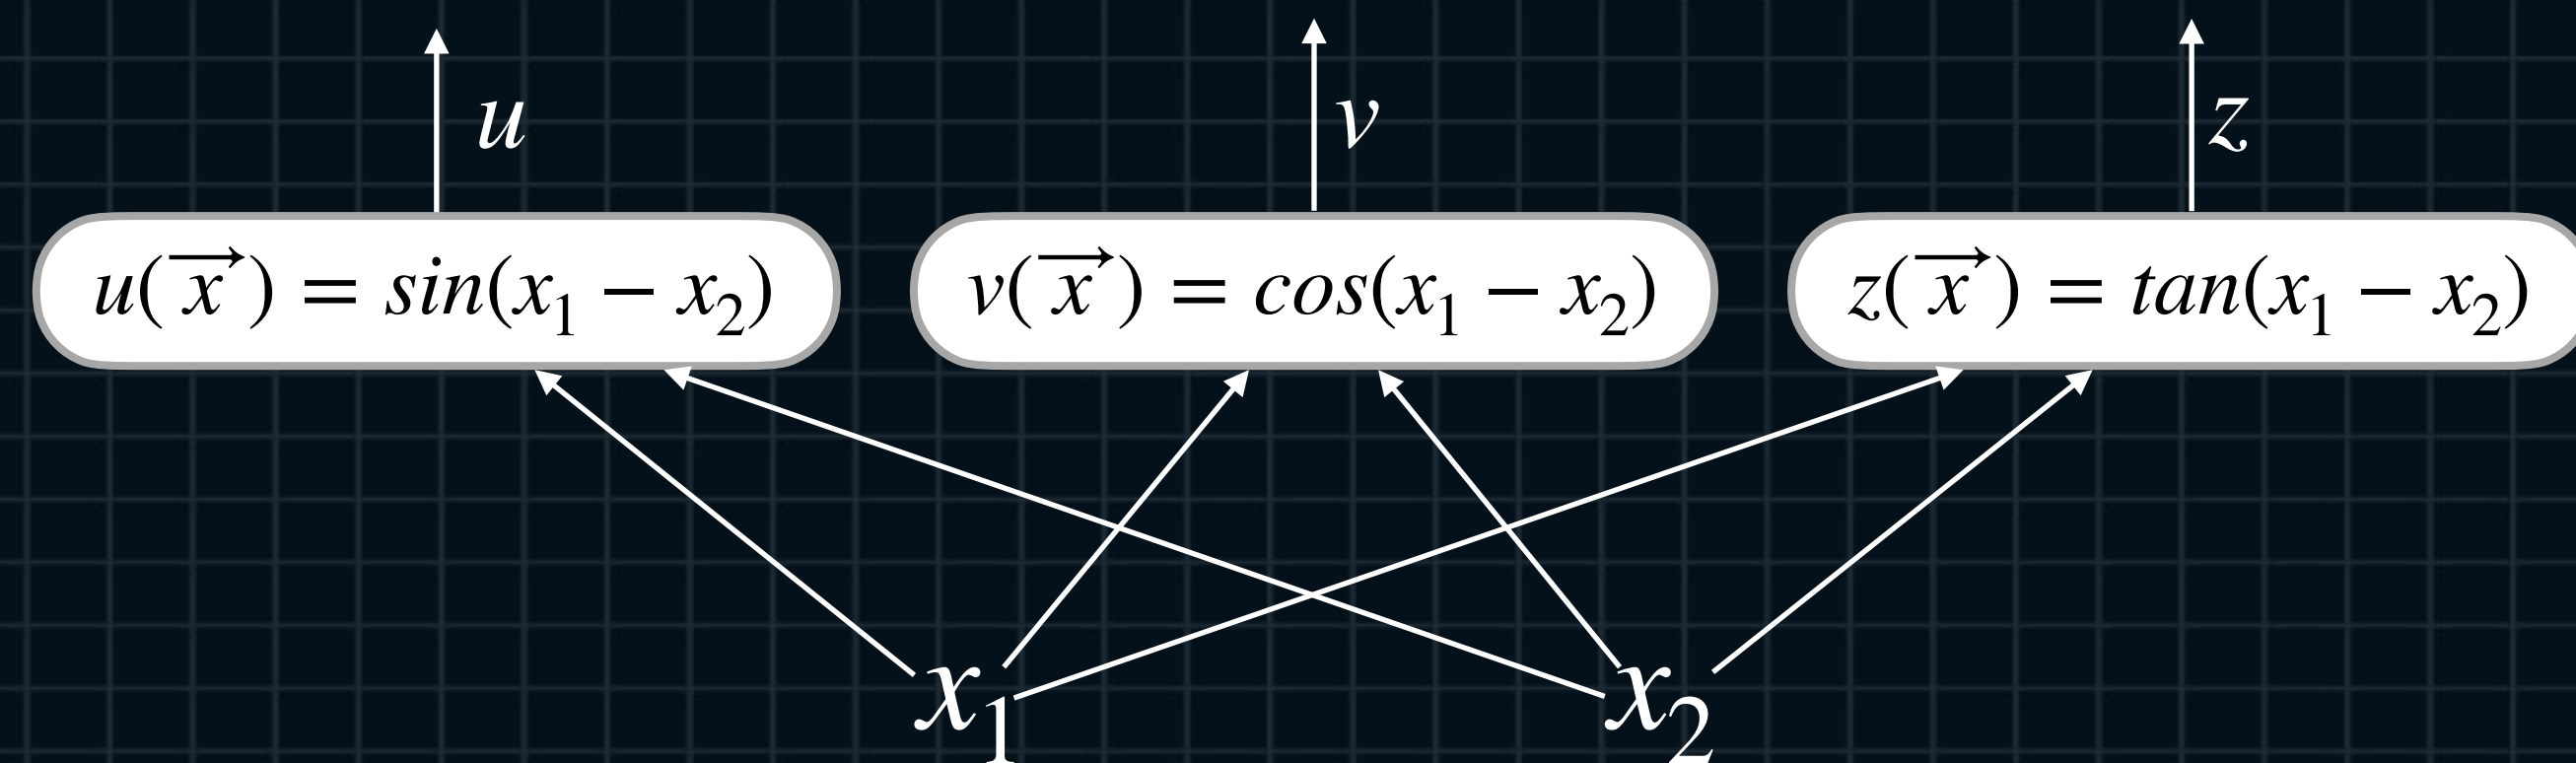 u v z
u(x⃗) = sin(x₁ − x₂) v(x⃗) = cos(x₁ − x₂) z(x⃗) = tan(x₁ − x₂)
x₁ x₂